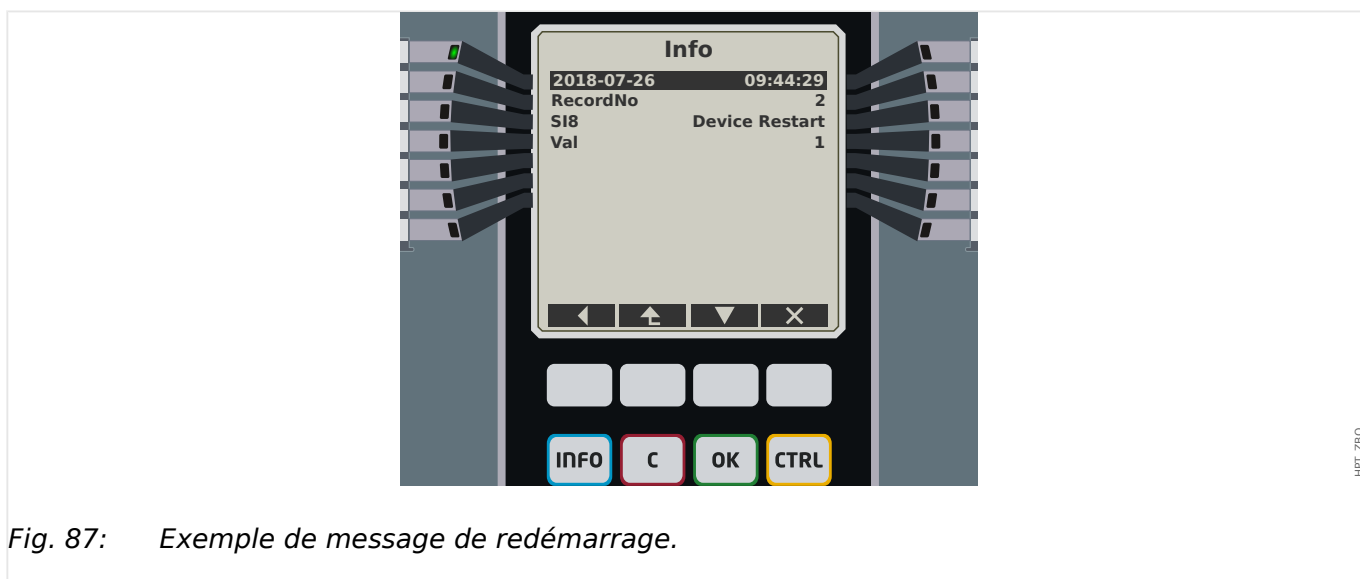 Info
2018-07-26 09:44:29
RecordNo 2
SI8 Device Restart
Val 1
INFO C OK CTRL
HPT_ZBO
Fig. 87: Exemple de message de redémarrage.